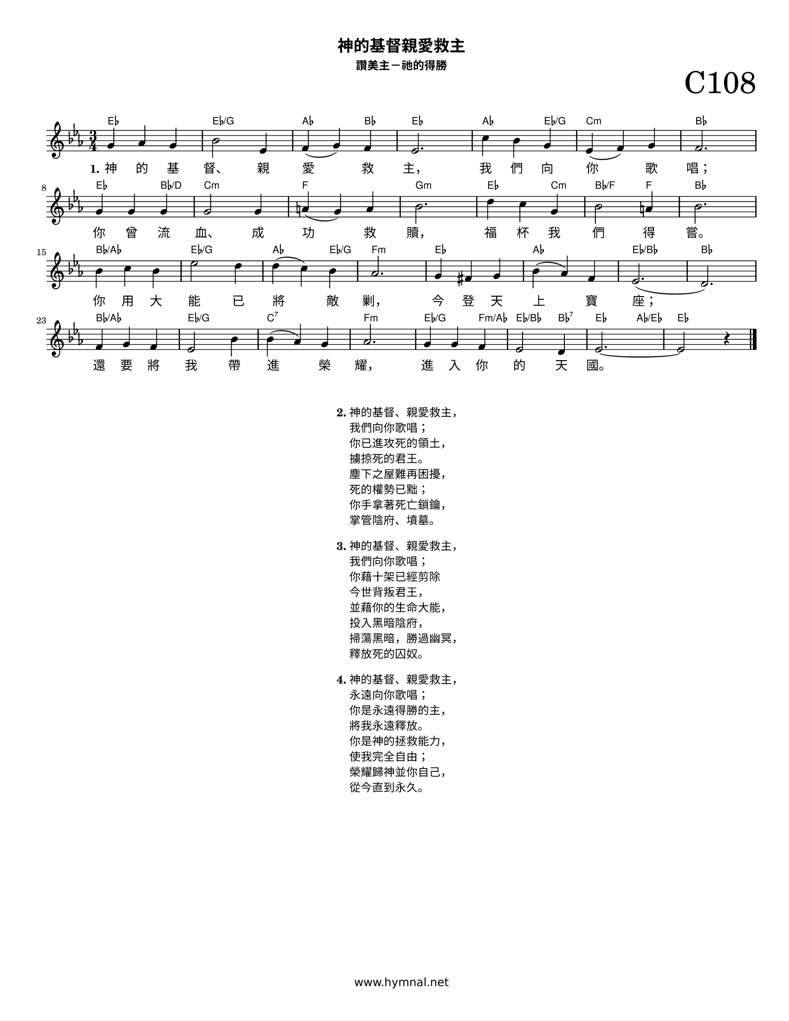 神的基督親愛救主
讚美主－祂的得勝
C108
E♭ E♭/G A♭ B♭ E♭ A♭ E♭/G Cm B♭
1. 神 的 基 督、 親 愛 救 主， 我 們 向 你 歌 唱；
8 E♭ B♭/D Cm F Gm E♭ Cm B♭/F F B♭
你 曾 流 血、 成 功 救 贖， 福 杯 我 們 得 嘗。
15 B♭/A♭ E♭/G A♭ E♭/G Fm E♭ A♭ E♭/B♭ B♭
你 用 大 能 已 將 敵 剿， 今 登 天 上 寶 座；
23 B♭/A♭ E♭/G C7 Fm E♭/G Fm/A♭ E♭/B♭ B♭7 E♭ A♭/E♭ E♭
還 要 將 我 帶 進 榮 耀， 進 入 你 的 天 國。
2. 神的基督、親愛救主，
我們向你歌唱；
你已進攻死的領土，
擄掠死的君王。
塵下之屋難再困擾，
死的權勢已黜；
你手拿著死亡鎖鑰，
掌管陰府、墳墓。
3. 神的基督、親愛救主，
我們向你歌唱；
你藉十架已經剪除
今世背叛君王，
並藉你的生命大能，
投入黑暗陰府，
掃蕩黑暗，勝過幽冥，
釋放死的囚奴。
4. 神的基督、親愛救主，
永遠向你歌唱；
你是永遠得勝的主，
將我永遠釋放。
你是神的拯救能力，
使我完全自由；
榮耀歸神並你自己，
從今直到永久。
www.hymnal.net